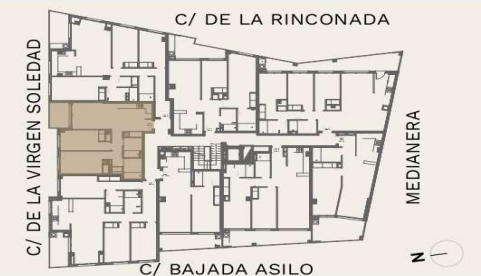 C/ DE LA RINCONADA
C/ DE LA VIRGEN SOLEDAD
MEDIANERA
N
C/ BAJADA ASILO